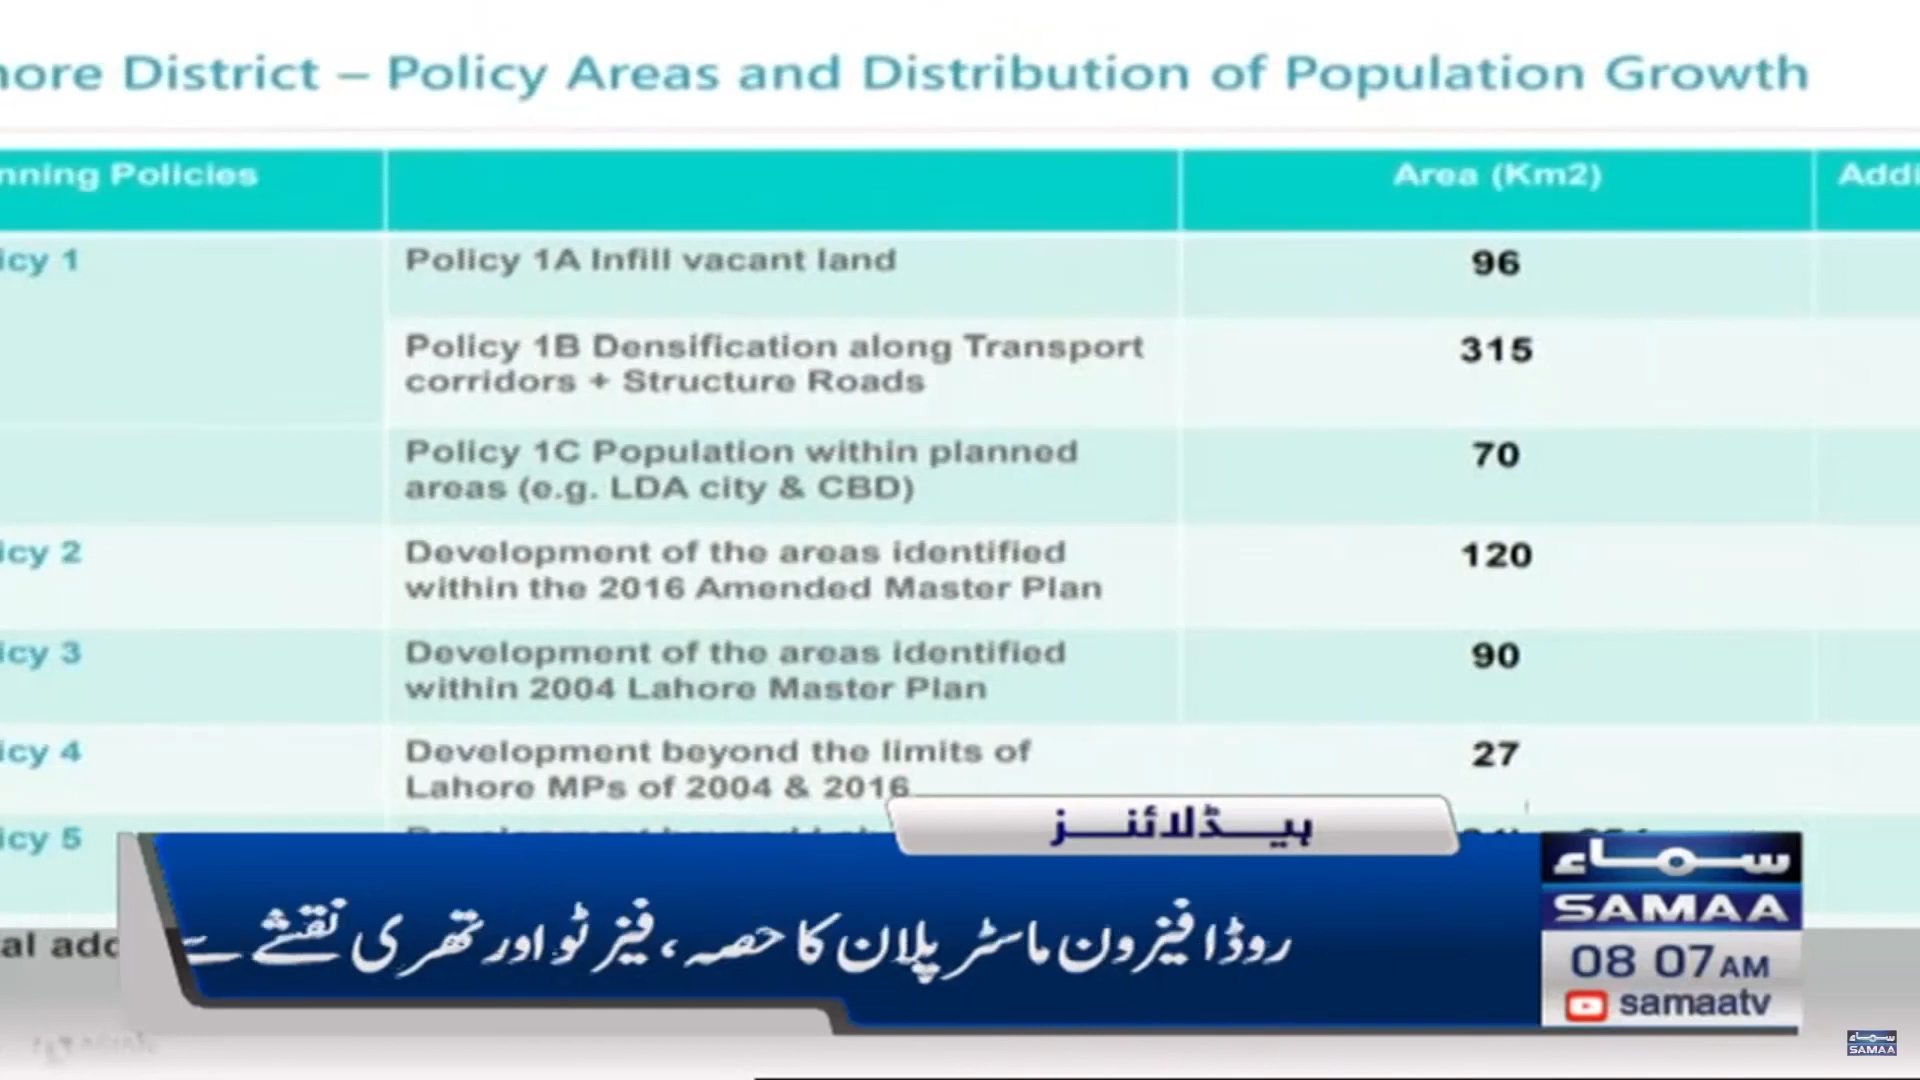 ore District – Policy Areas and Distribution of Population Growth
nning Policies
Area (Km2)
Addi
icy 1
Policy 1A Infill vacant land
96
Policy 1B Densification along Transport
corridors + Structure Roads
315
Policy 1C Population within planned
areas (e.g. LDA city & CBD)
70
icy 2
Development of the areas identified
within the 2016 Amended Master Plan
120
icy 3
Development of the areas identified
within 2004 Lahore Master Plan
90
icy 4
Development beyond the limits of
Lahore MPs of 2004 & 2016
27
icy 5
al add
ہیڈلائنز
روڈا فیز ون ماسٹر پلان کا حصہ، فیز ٹو اور تھری نقشے سے
سماء
SAMAA
08 07 AM
samaatv
سماء
SAMAA